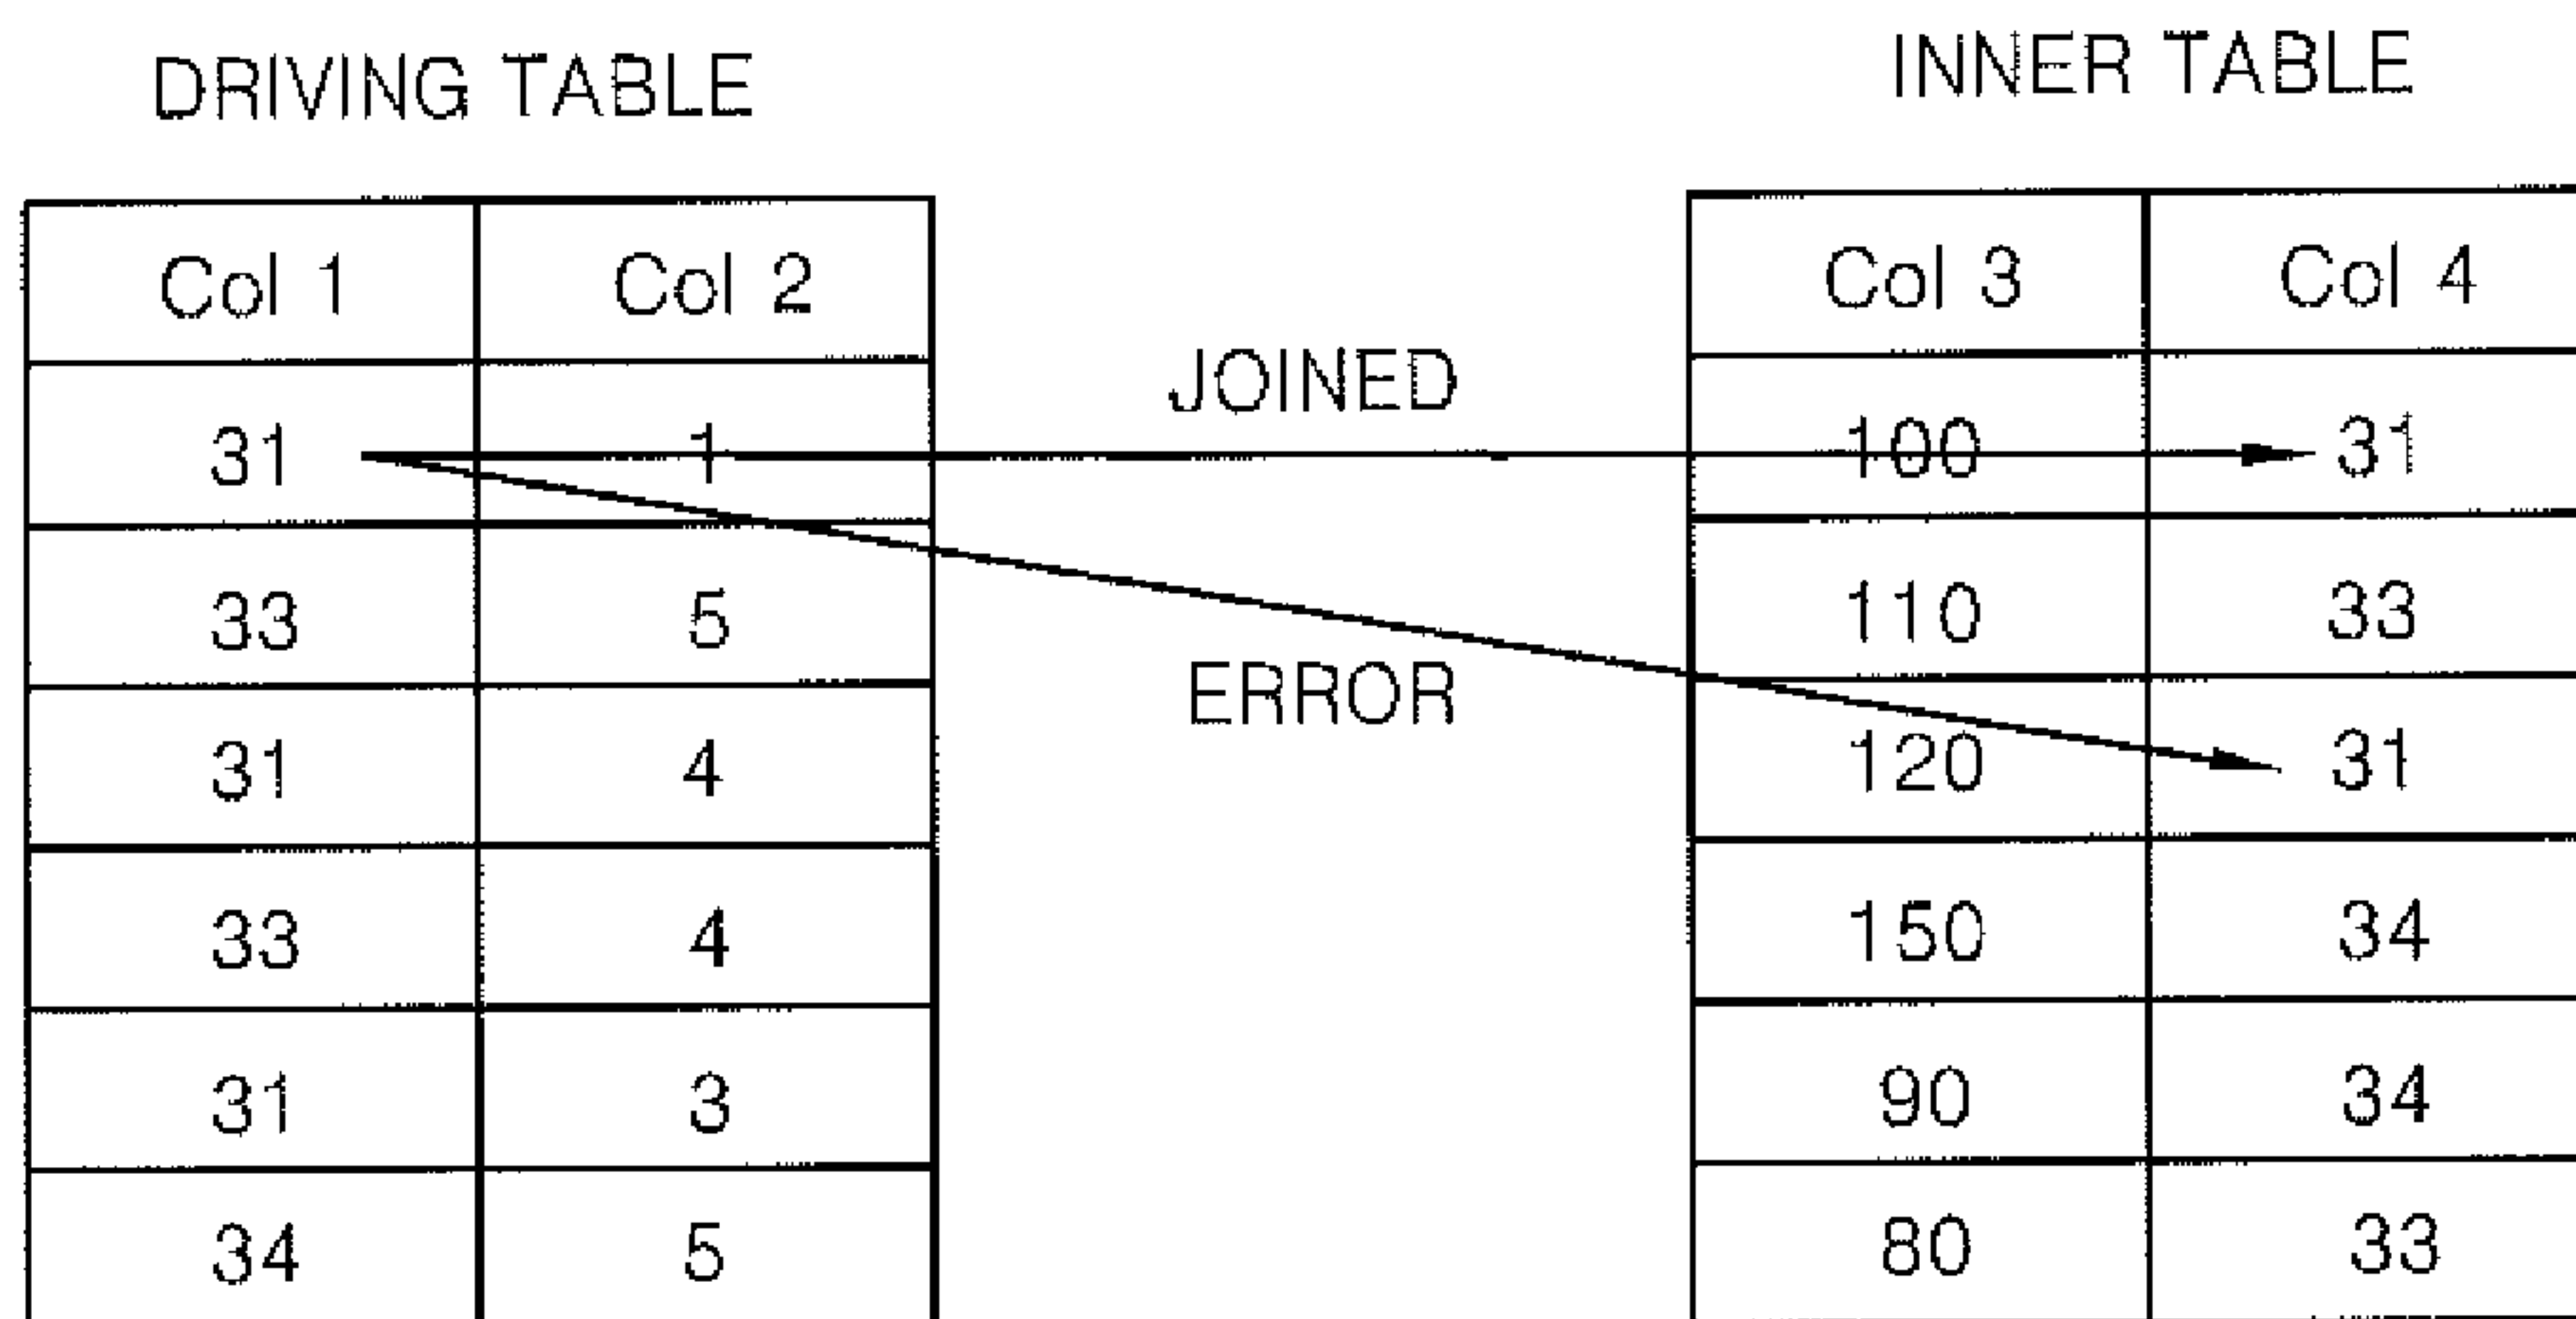 DRIVING TABLE
INNER TABLE
Col 1 Col 2
Col 3 Col 4
JOINED
31 1
100 31
33 5
110 33
ERROR
31 4
120 31
33 4
150 34
31 3
90 34
34 5
80 33